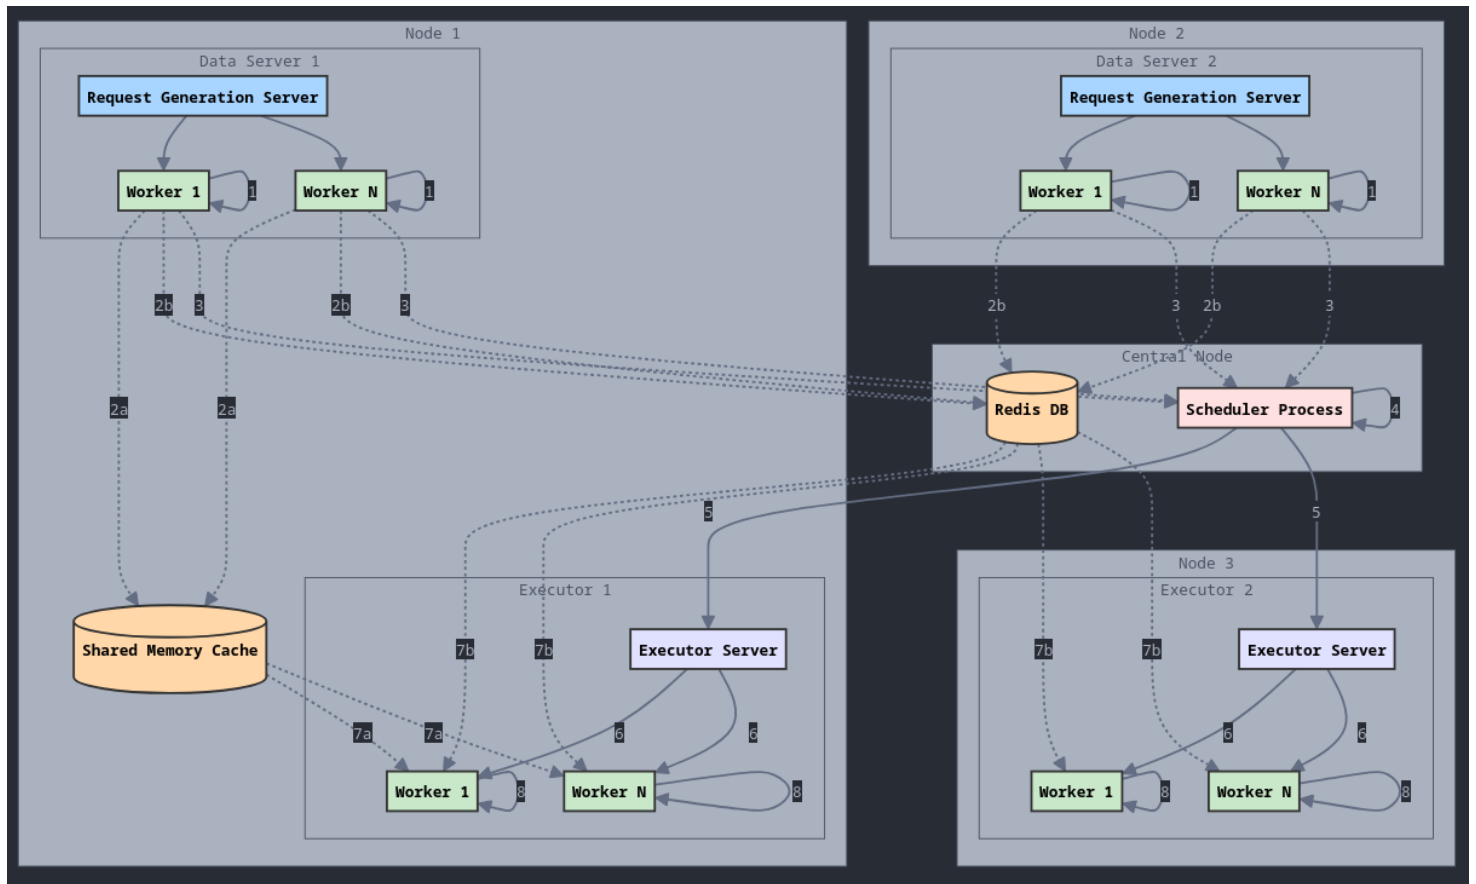 Node 1
Node 2
Data Server 1
Data Server 2
Request Generation Server
Request Generation Server
Worker 1
1
Worker N
1
Worker 1
1
Worker N
1
2b
3
2b
3
2b
3
2b
3
Central Node
2a
2a
Redis DB
Scheduler Process
4
5
5
Node 3
Executor 1
Executor 2
Shared Memory Cache
7b
7b
Executor Server
7b
7b
Executor Server
7a
7a
6
6
6
6
Worker 1
8
Worker N
8
Worker 1
8
Worker N
8